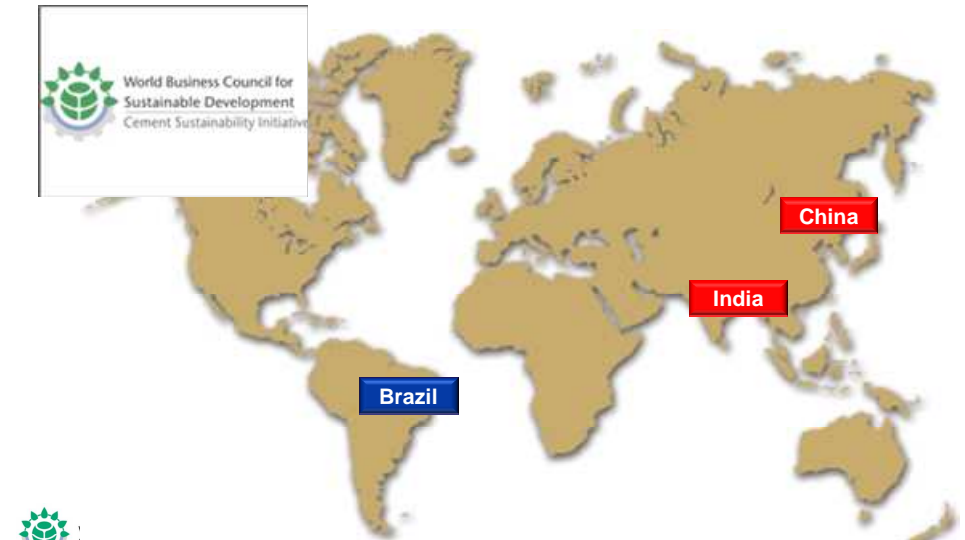 World Business Council for
Sustainable Development
Cement Sustainability Initiative
China
India
Brazil